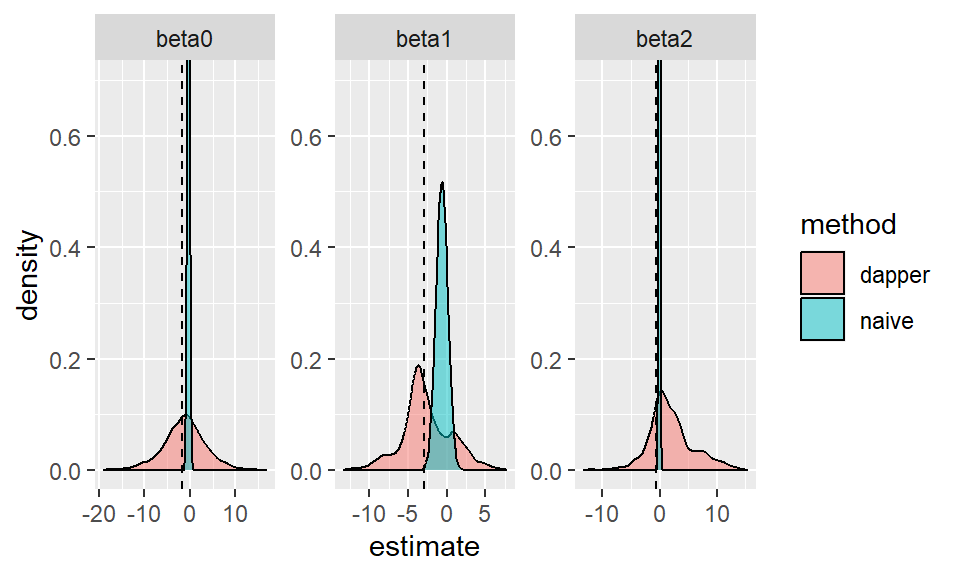 beta0 beta1 beta2
0.6 0.6 0.6
0.4 0.4 0.4
0.2 0.2 0.2
0.0 0.0 0.0
-20 -10 0 10 -10 -5 0 5 -10 0 10
density
estimate
method
dapper
naive